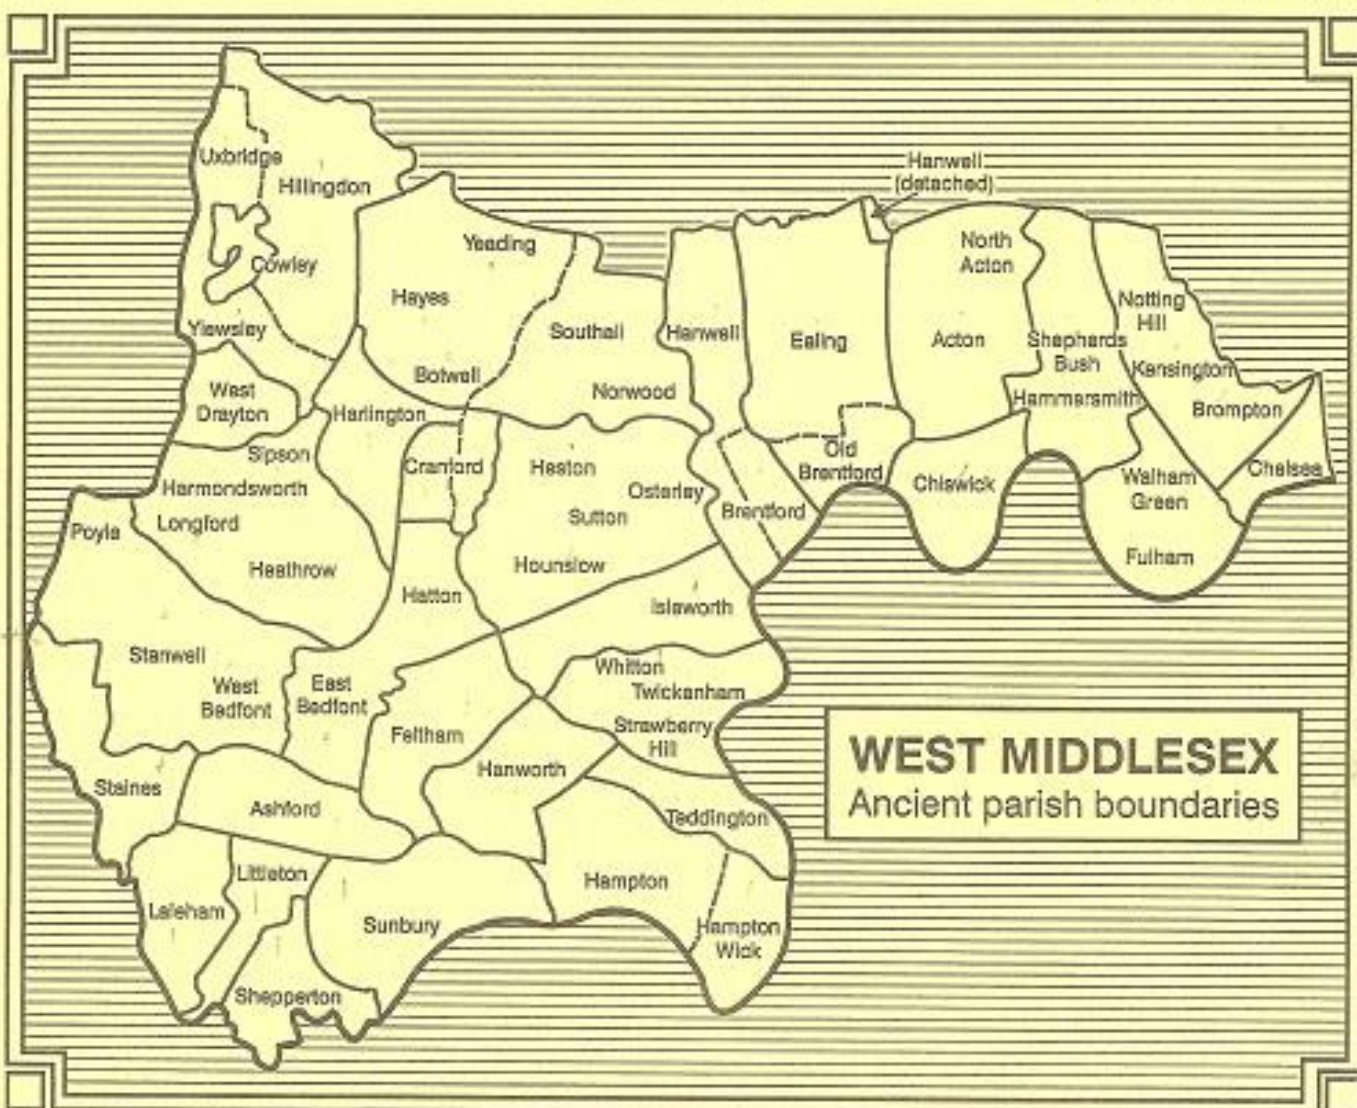 Hanwell
(detached)
Uxbridge
Hillingdon
Yeading
North
Acton
Cowley
Hayes
Notting
Hill
Yiewsley
Southall
Hanwell
Ealing
Acton
Shepherds
Bush
Kensington
Botwell
West
Drayton
Norwood
Harlington
Hammersmith
Brompton
Sipson
Cranford
Heston
Old
Brentford
Chelsea
Harmondsworth
Osterley
Chiswick
Walham
Green
Poyle
Longford
Sutton
Brentford
Heathrow
Hounslow
Fulham
Hatton
Isleworth
Stanwell
Whitton
West
Bedfont
East
Bedfont
Twickenham
Feltham
Strawberry
Hill
WEST MIDDLESEX
Ancient parish boundaries
Hanworth
Staines
Ashford
Teddington
Littleton
Hampton
Laleham
Sunbury
Hampton
Wick
Shepperton